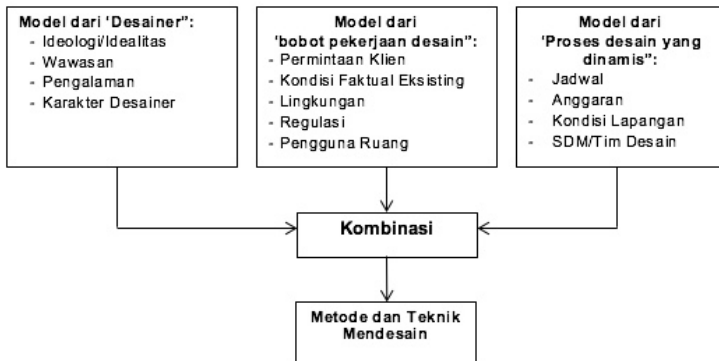 Model dari 'Desainer":
- Ideologi/Idealitas
- Wawasan
- Pengalaman
- Karakter Desainer
Model dari
'bobot pekerjaan desain":
- Permintaan Klien
- Kondisi Faktual Eksisting
- Lingkungan
- Regulasi
- Pengguna Ruang
Model dari
'Proses desain yang
dinamis":
- Jadwal
- Anggaran
- Kondisi Lapangan
- SDM/Tim Desain
Kombinasi
Metode dan Teknik
Mendesain